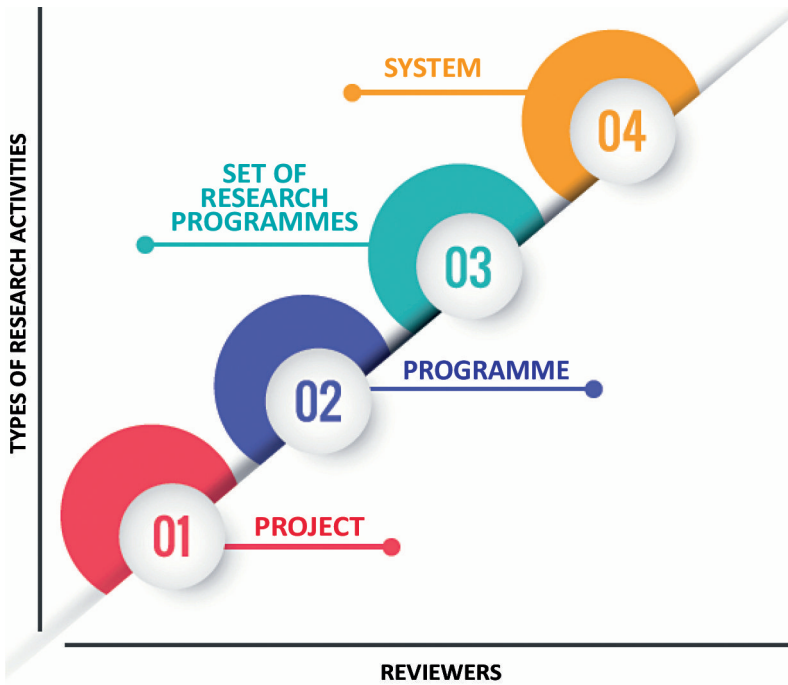 SYSTEM
04
SET OF
RESEARCH
PROGRAMMES
03
02
PROGRAMME
01
PROJECT
TYPES OF RESEARCH ACTIVITIES
REVIEWERS